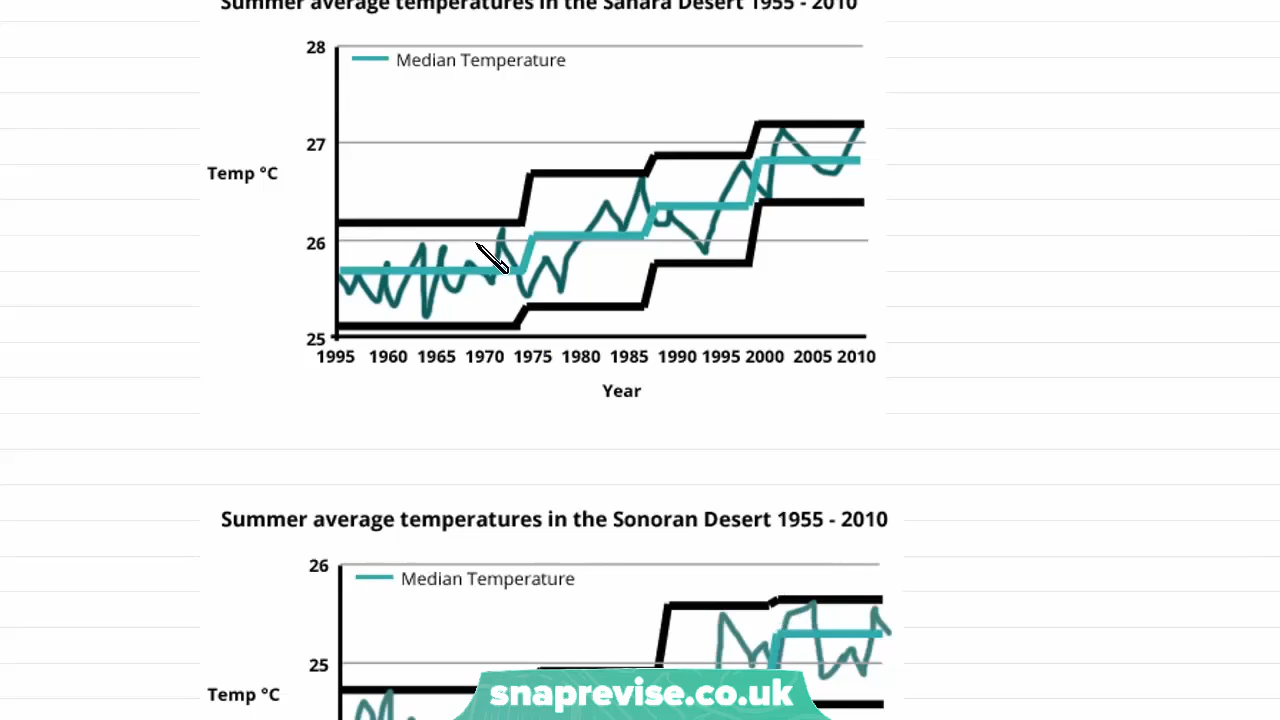 Summer average temperatures in the Sahara Desert 1955 - 2010
28
Median Temperature
27
Temp °C
26
25
1995 1960 1965 1970 1975 1980 1985 1990 1995 2000 2005 2010
Year
Summer average temperatures in the Sonoran Desert 1955 - 2010
26
Median Temperature
25
Temp °C
snaprevise.co.uk